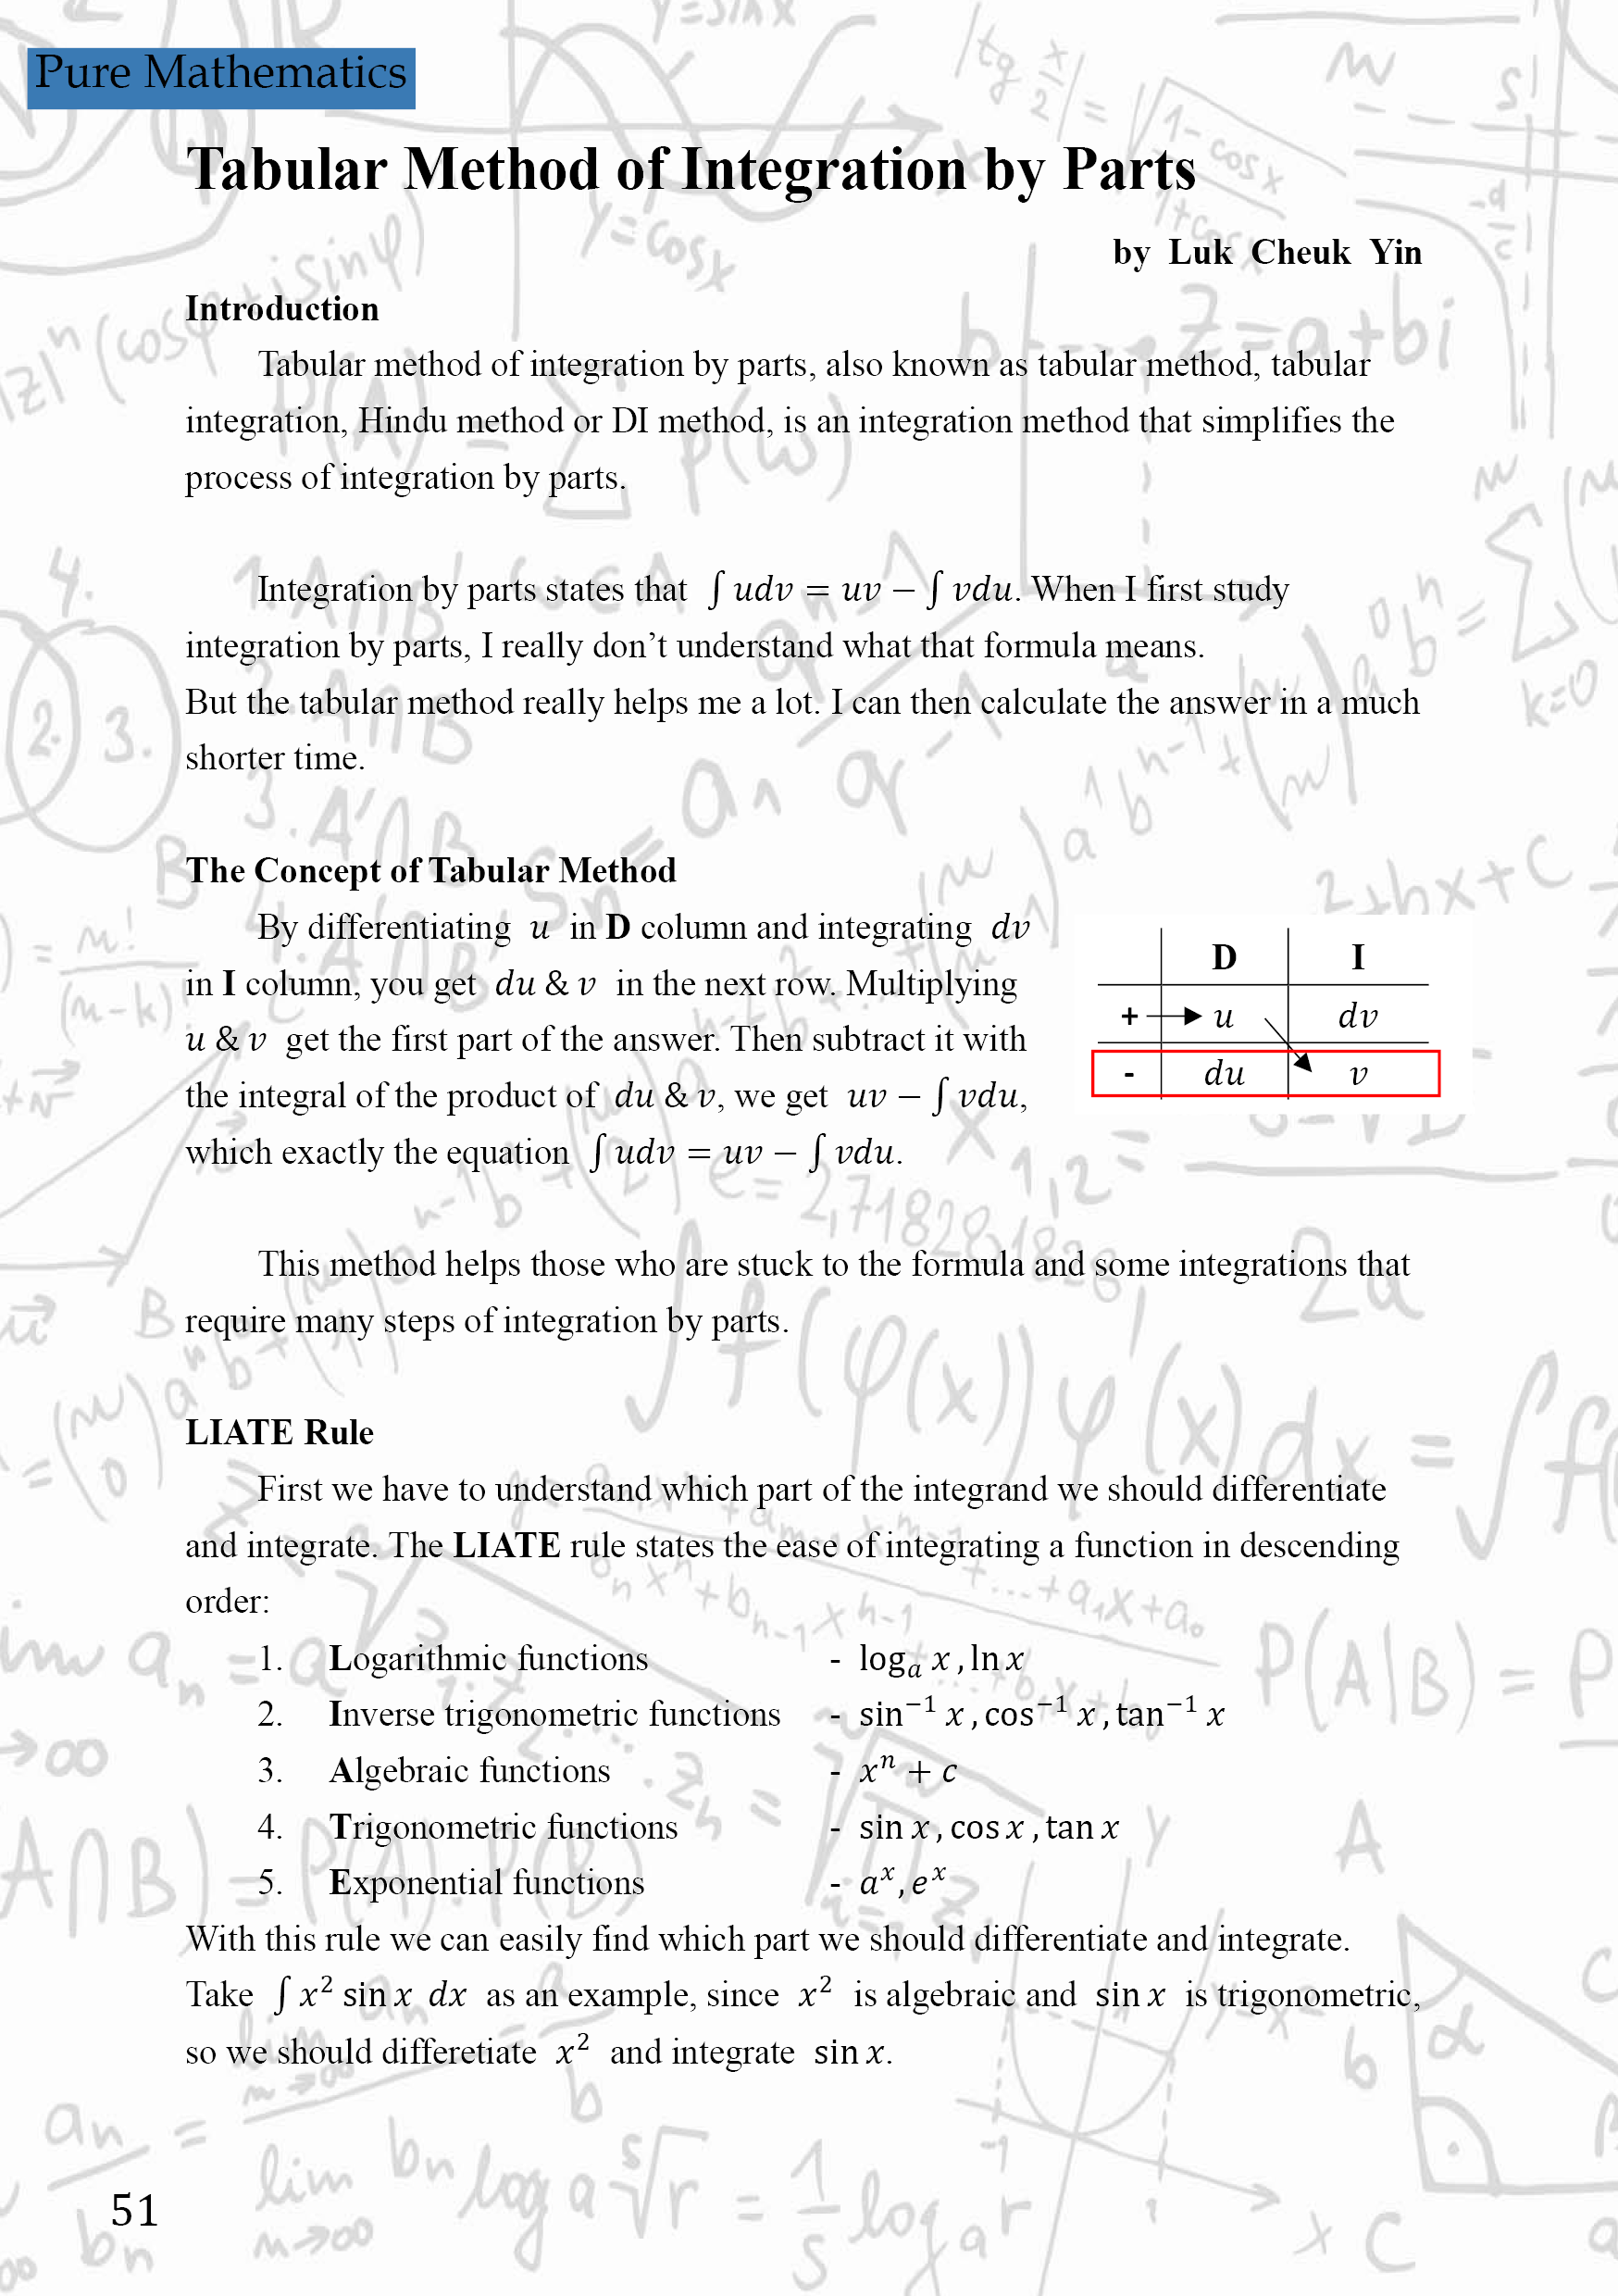 Pure Mathematics
Tabular Method of Integration by Parts
by Luk Cheuk Yin
Introduction
Tabular method of integration by parts, also known as tabular method, tabular
integration, Hindu method or DI method, is an integration method that simplifies the
process of integration by parts.
Integration by parts states that ∫ udv = uv − ∫ vdu. When I first study
integration by parts, I really don’t understand what that formula means.
But the tabular method really helps me a lot. I can then calculate the answer in a much
shorter time.
The Concept of Tabular Method
By differentiating u in D column and integrating dv
in I column, you get du & v in the next row. Multiplying
u & v get the first part of the answer. Then subtract it with
the integral of the product of du & v, we get uv − ∫ vdu,
which exactly the equation ∫ udv = uv − ∫ vdu.
D I
+ u dv
- du v
This method helps those who are stuck to the formula and some integrations that
require many steps of integration by parts.
LIATE Rule
First we have to understand which part of the integrand we should differentiate
and integrate. The LIATE rule states the ease of integrating a function in descending
order:
1. Logarithmic functions - logₐ x , ln x
2. Inverse trigonometric functions - sin⁻¹ x , cos⁻¹ x , tan⁻¹ x
3. Algebraic functions - xⁿ + c
4. Trigonometric functions - sin x , cos x , tan x
5. Exponential functions - aˣ, eˣ
With this rule we can easily find which part we should differentiate and integrate.
Take ∫ x² sin x dx as an example, since x² is algebraic and sin x is trigonometric,
so we should differetiate x² and integrate sin x.
51